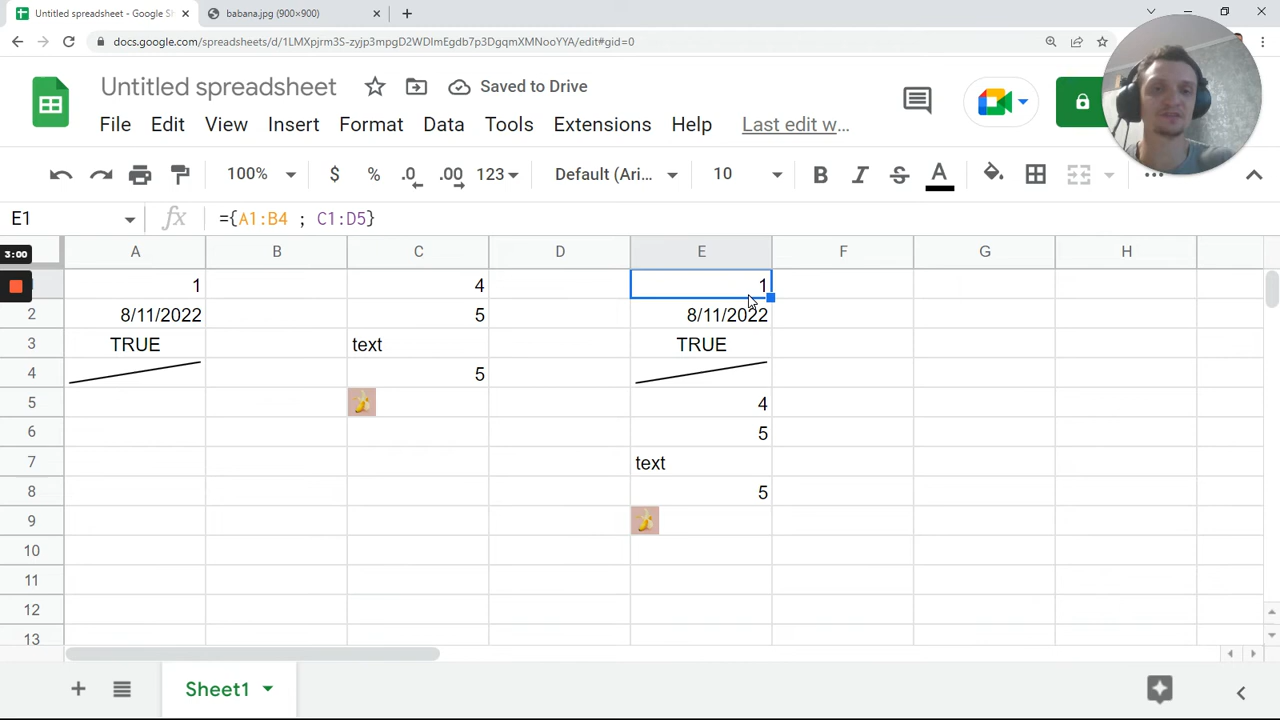 Untitled spreadsheet - Google Sh
babana.jpg (900×900)
docs.google.com/spreadsheets/d/1LMXpjrm3S-zyjp3mpgD2WDImEgdb7p3DgqmXMNooYYA/edit#gid=0
Untitled spreadsheet
Saved to Drive
File Edit View Insert Format Data Tools Extensions Help Last edit w...
100% $ % .0 .00 123 Default (Ari... 10 B I S A
E1 fx ={A1:B4 ; C1:D5}
3:00
A B C D E F G H
1 4 1
2 8/11/2022 5 8/11/2022
3 TRUE text TRUE
4 5
5 4
6 5
7 text
8 5
9
10
11
12
13
Sheet1